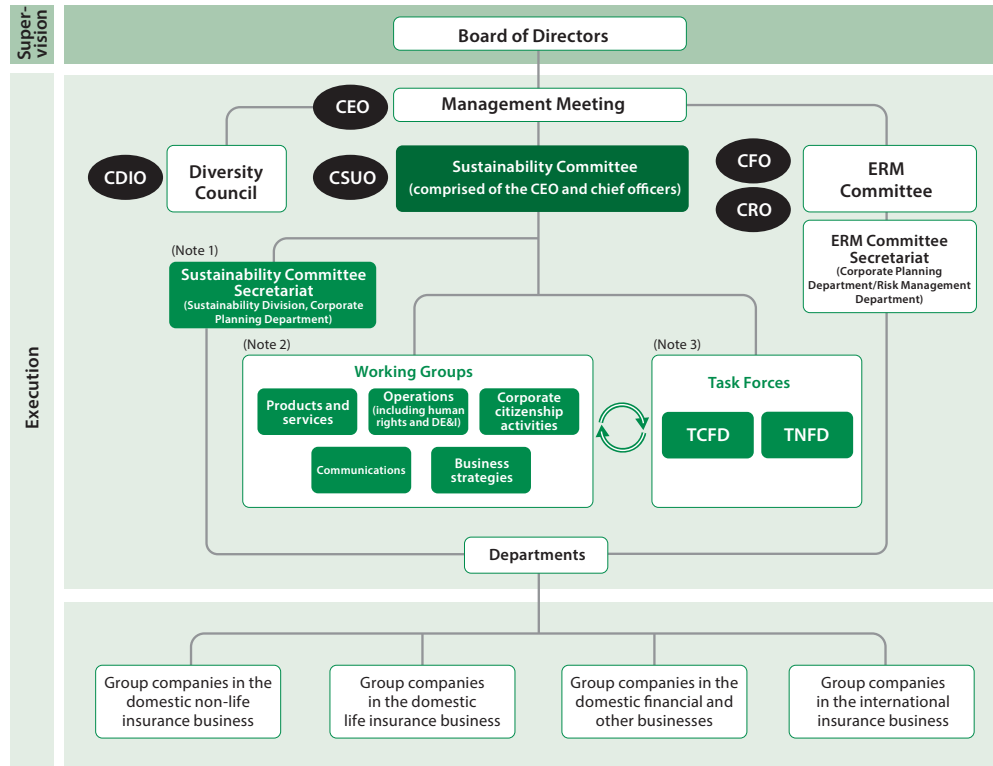 Super-
vision
Board of Directors
Execution
CEO
Management Meeting
CDIO
Diversity
Council
CSUO
Sustainability Committee
(comprised of the CEO and chief officers)
CFO
CRO
ERM
Committee
ERM Committee
Secretariat
(Corporate Planning
Department/Risk Management
Department)
(Note 1)
Sustainability Committee
Secretariat
(Sustainability Division, Corporate
Planning Department)
(Note 2)
Working Groups
Products and
services
Operations
(including human
rights and DE&I)
Corporate
citizenship
activities
Communications
Business
strategies
(Note 3)
Task Forces
TCFD
TNFD
Departments
Group companies in the
domestic non-life
insurance business
Group companies
in the domestic
life insurance business
Group companies in the
domestic financial and
other businesses
Group companies
in the international
insurance business